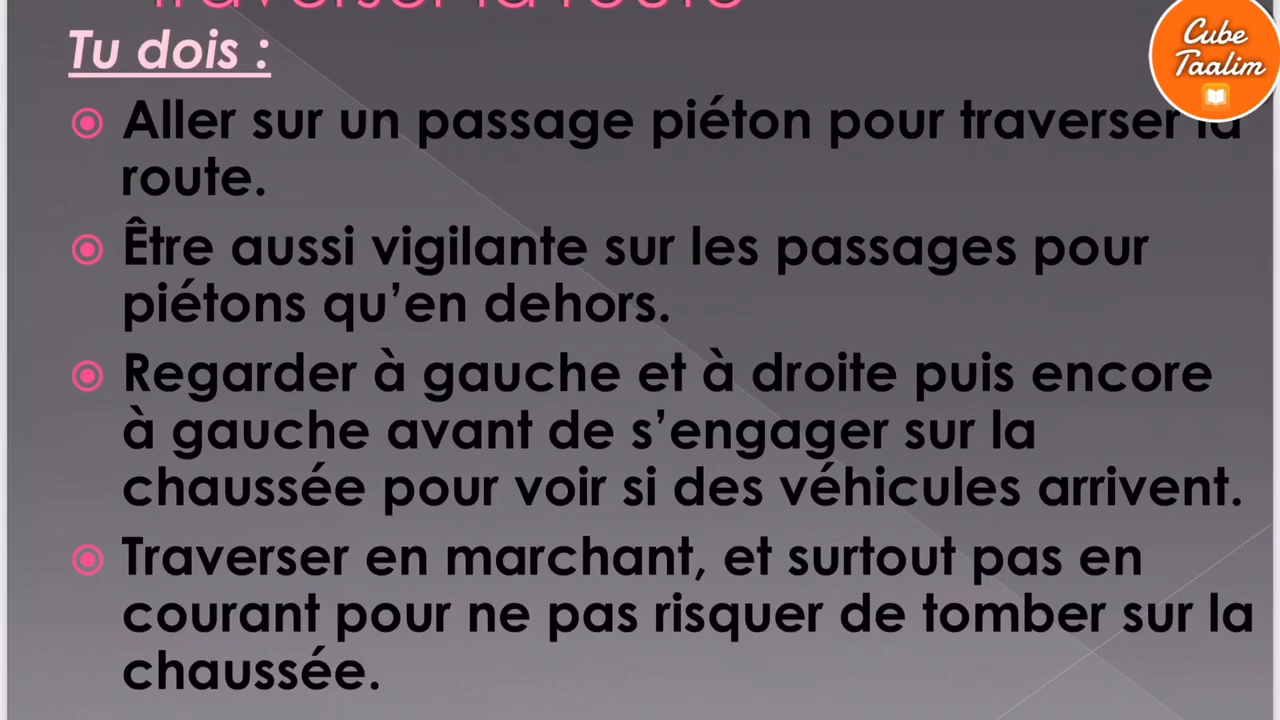 Traverser la route
Tu dois :
Aller sur un passage piéton pour traverser la
route.
Être aussi vigilante sur les passages pour
piétons qu’en dehors.
Regarder à gauche et à droite puis encore
à gauche avant de s’engager sur la
chaussée pour voir si des véhicules arrivent.
Traverser en marchant, et surtout pas en
courant pour ne pas risquer de tomber sur la
chaussée.
Cube
Taalim